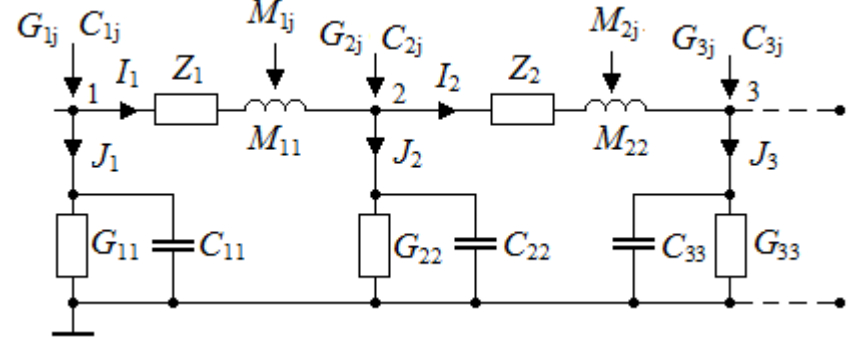 G1j C1j M1j G2j C2j M2j. G3j C3j
1 I1 Z1 2 I2 Z2 3
J1 M11 J2 M22 J3
G11 C11 G22 C22 C33 G33